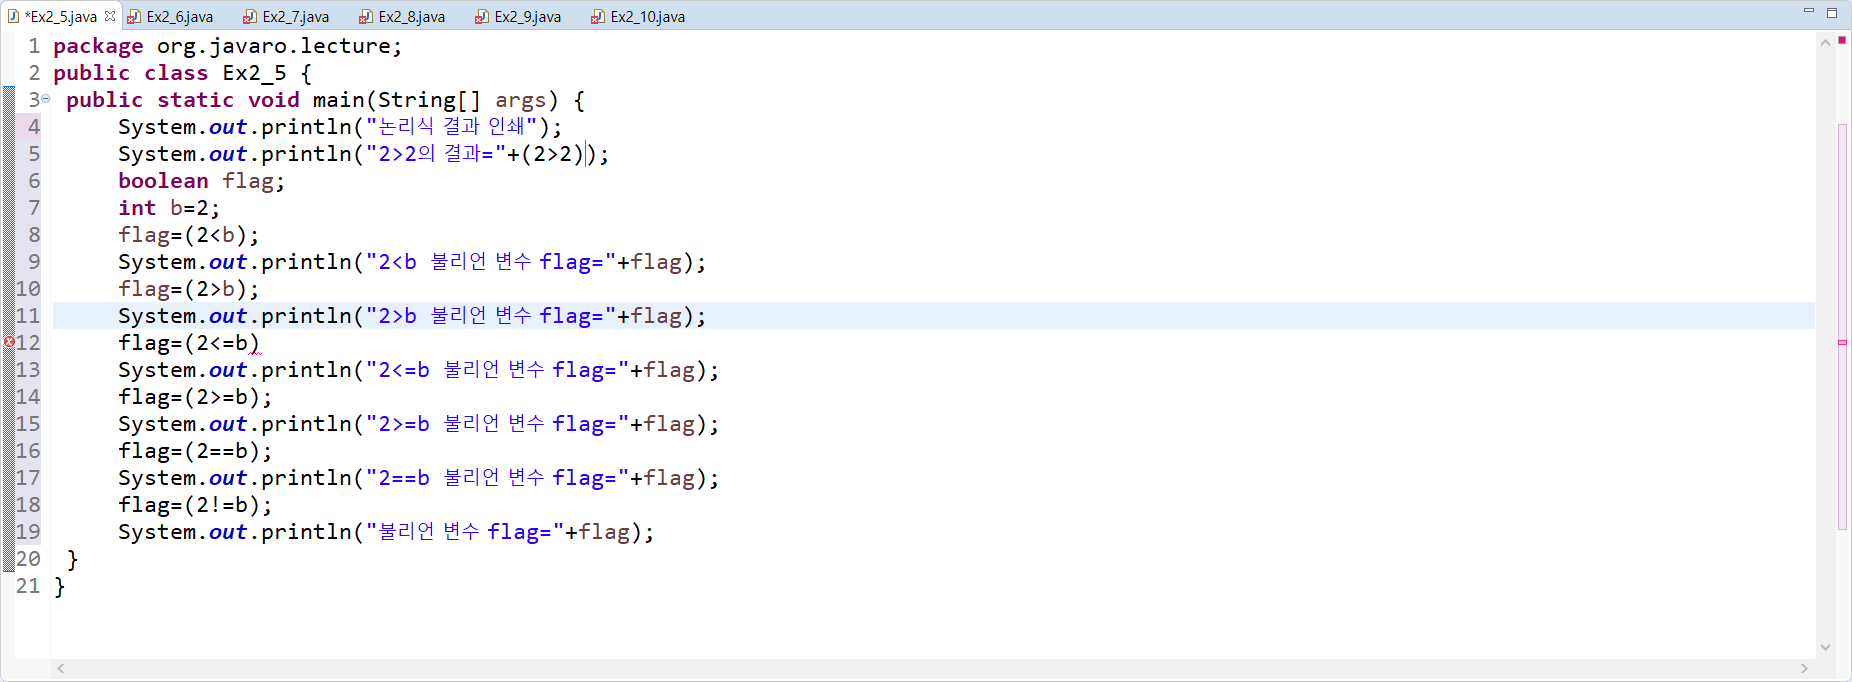 *Ex2_5.java Ex2_6.java Ex2_7.java Ex2_8.java Ex2_9.java Ex2_10.java
1 package org.javaro.lecture;
2 public class Ex2_5 {
3 public static void main(String[] args) {
4 System.out.println("논리식 결과 인쇄");
5 System.out.println("2>2의 결과="+(2>2));
6 boolean flag;
7 int b=2;
8 flag=(2<b);
9 System.out.println("2<b 불리언 변수 flag="+flag);
10 flag=(2>b);
11 System.out.println("2>b 불리언 변수 flag="+flag);
12 flag=(2<=b)
13 System.out.println("2<=b 불리언 변수 flag="+flag);
14 flag=(2>=b);
15 System.out.println("2>=b 불리언 변수 flag="+flag);
16 flag=(2==b);
17 System.out.println("2==b 불리언 변수 flag="+flag);
18 flag=(2!=b);
19 System.out.println("불리언 변수 flag="+flag);
20 }
21 }